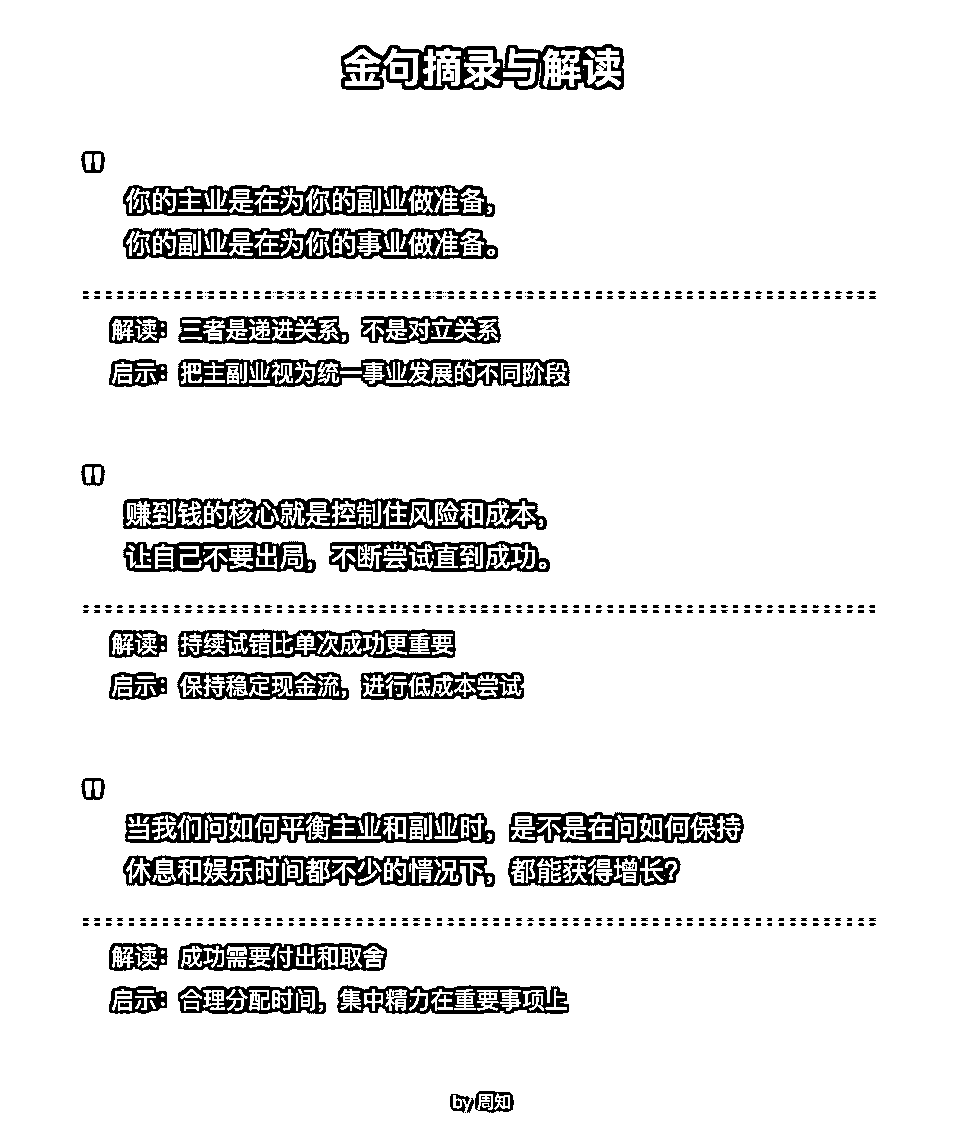 金句摘录与解读
"
你的主业是在为你的副业做准备，
你的副业是在为你的事业做准备。
解读：三者是递进关系，不是对立关系
启示：把主副业视为统一事业发展的不同阶段
"
赚到钱的核心就是控制住风险和成本，
让自己不要出局，不断尝试直到成功。
解读：持续试错比单次成功更重要
启示：保持稳定现金流，进行低成本尝试
"
当我们问如何平衡主业和副业时，是不是在问如何保持
休息和娱乐时间都不少的情况下，都能获得增长？
解读：成功需要付出和取舍
启示：合理分配时间，集中精力在重要事项上
by 周知